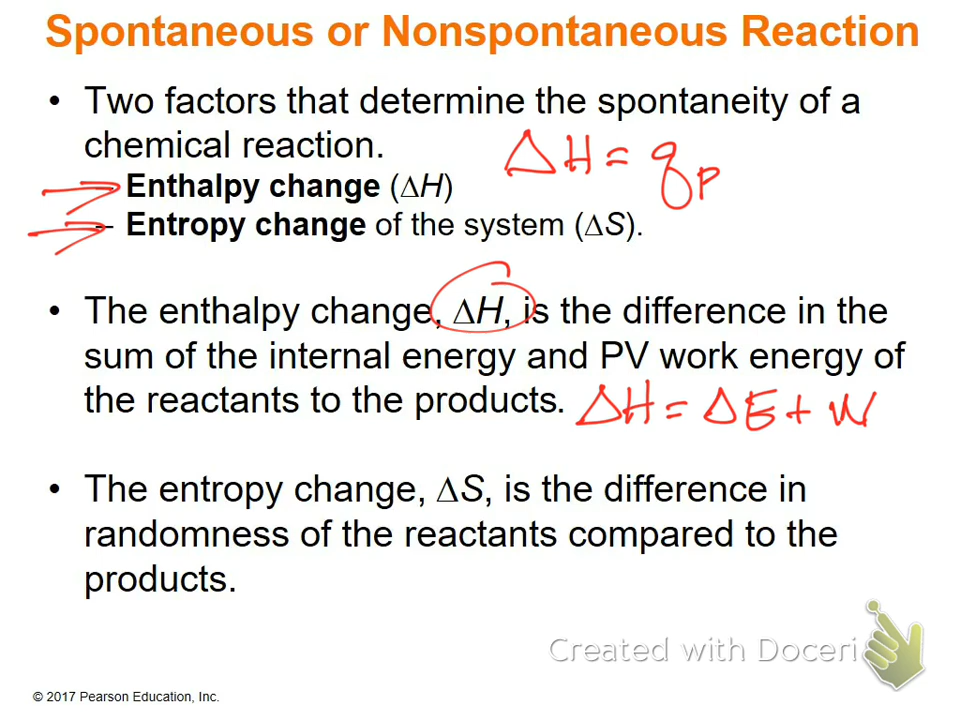 Spontaneous or Nonspontaneous Reaction
• Two factors that determine the spontaneity of a
chemical reaction.
ΔH = qp
Enthalpy change (ΔH)
– Entropy change of the system (ΔS).
• The enthalpy change, ΔH, is the difference in the
sum of the internal energy and PV work energy of
the reactants to the products.
ΔH = ΔE + W
• The entropy change, ΔS, is the difference in
randomness of the reactants compared to the
products.
Created with Doceri
© 2017 Pearson Education, Inc.